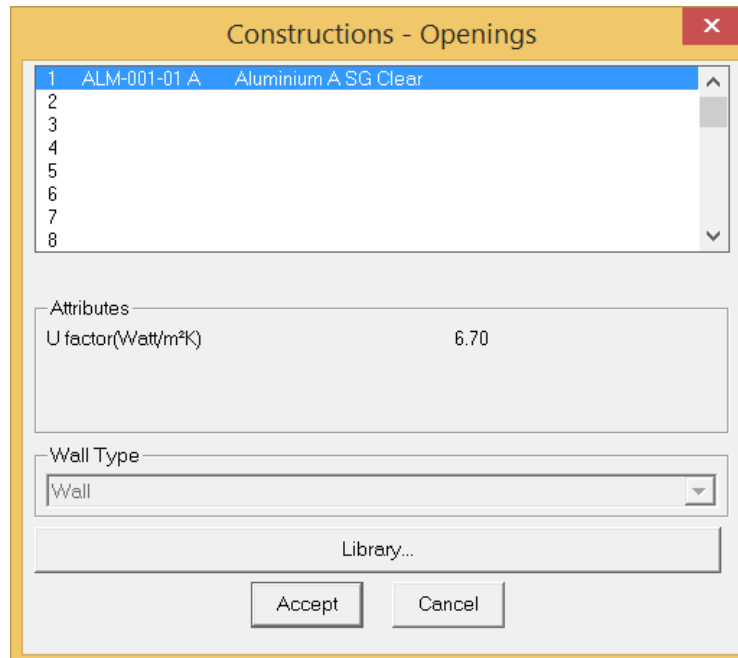 Constructions - Openings
1 ALM-001-01 A Aluminium A SG Clear
2
3
4
5
6
7
8
Attributes
U factor(Watt/m²K) 6.70
Wall Type
Wall
Library...
Accept Cancel